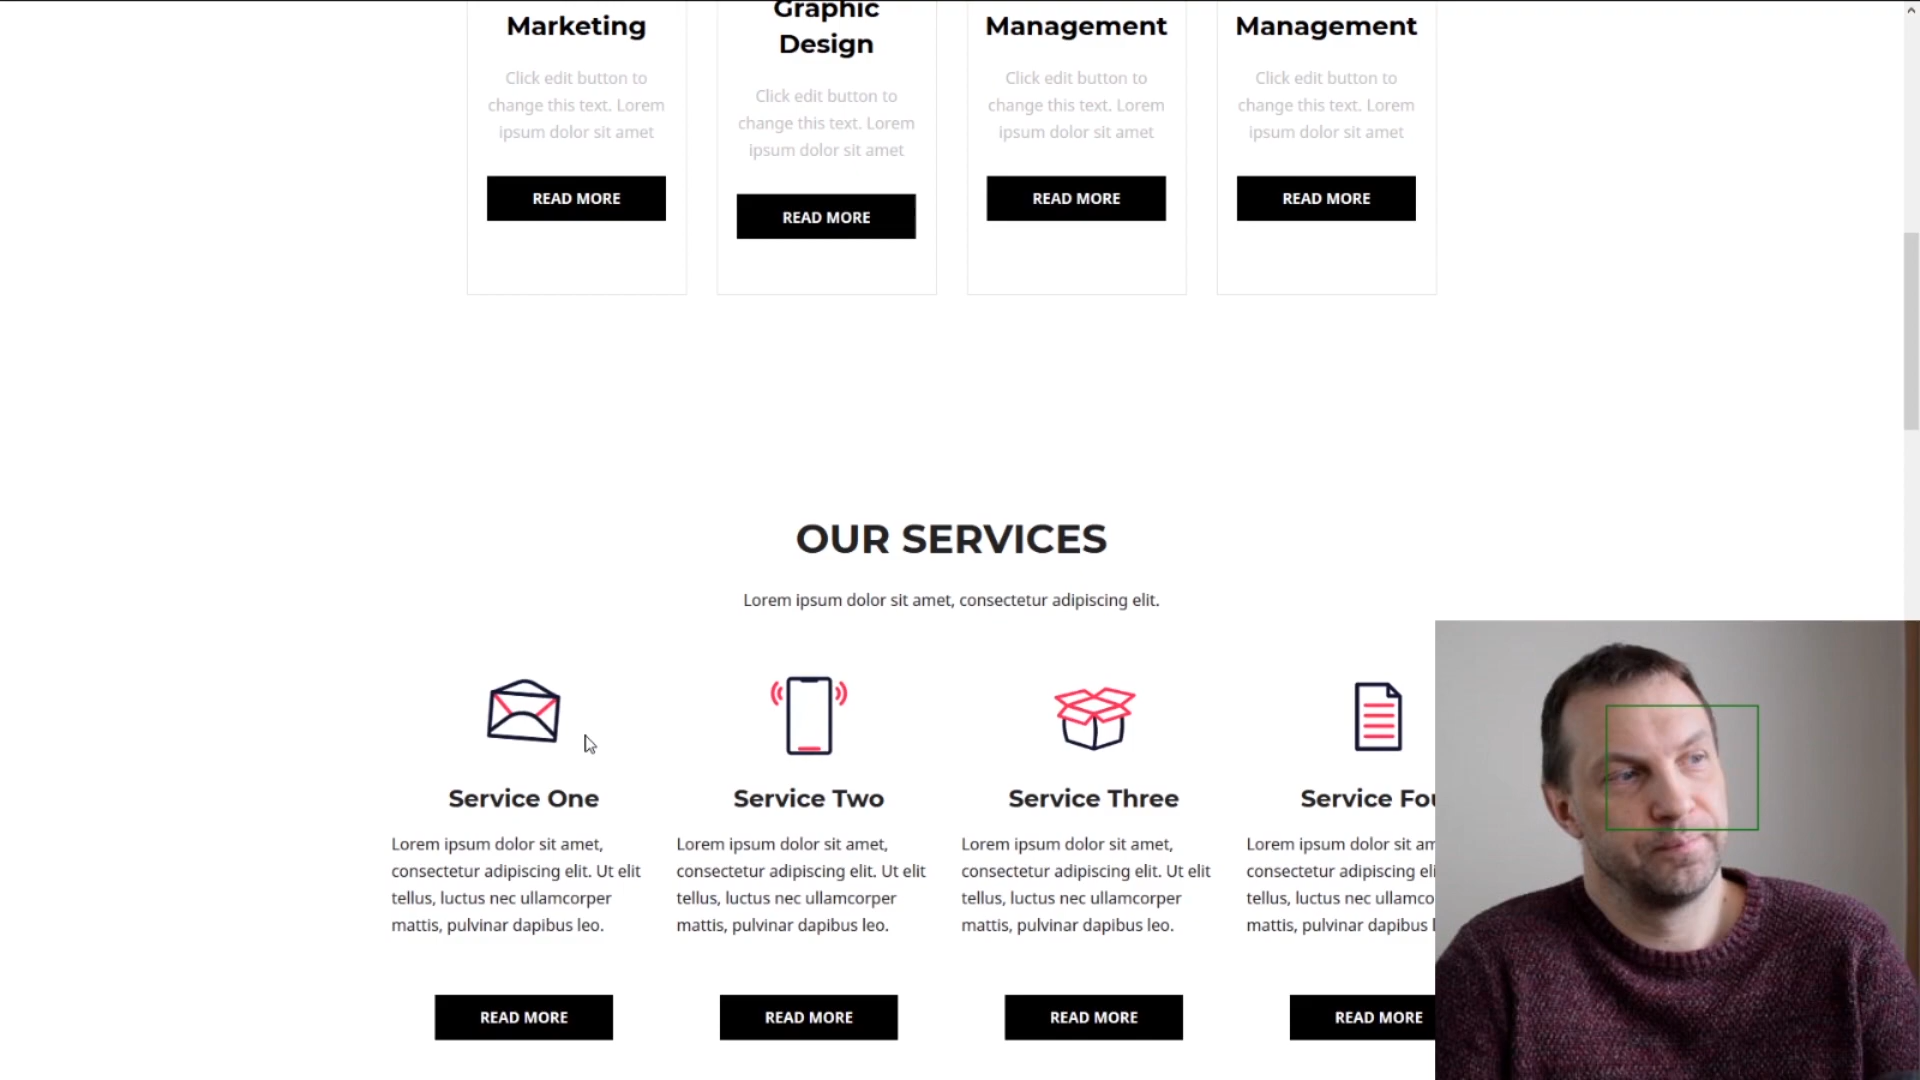 Marketing
Graphic
Design
Management
Management
Click edit button to
change this text. Lorem
ipsum dolor sit amet
Click edit button to
change this text. Lorem
ipsum dolor sit amet
Click edit button to
change this text. Lorem
ipsum dolor sit amet
Click edit button to
change this text. Lorem
ipsum dolor sit amet
READ MORE
READ MORE
READ MORE
READ MORE
OUR SERVICES
Lorem ipsum dolor sit amet, consectetur adipiscing elit.
Service One
Lorem ipsum dolor sit amet,
consectetur adipiscing elit. Ut elit
tellus, luctus nec ullamcorper
mattis, pulvinar dapibus leo.
READ MORE
Service Two
Lorem ipsum dolor sit amet,
consectetur adipiscing elit. Ut elit
tellus, luctus nec ullamcorper
mattis, pulvinar dapibus leo.
READ MORE
Service Three
Lorem ipsum dolor sit amet,
consectetur adipiscing elit. Ut elit
tellus, luctus nec ullamcorper
mattis, pulvinar dapibus leo.
READ MORE
Service
Lorem ipsum dolor sit
consectetur adipiscing
tellus, luctus nec
mattis, pulvinar dapibus
READ MORE